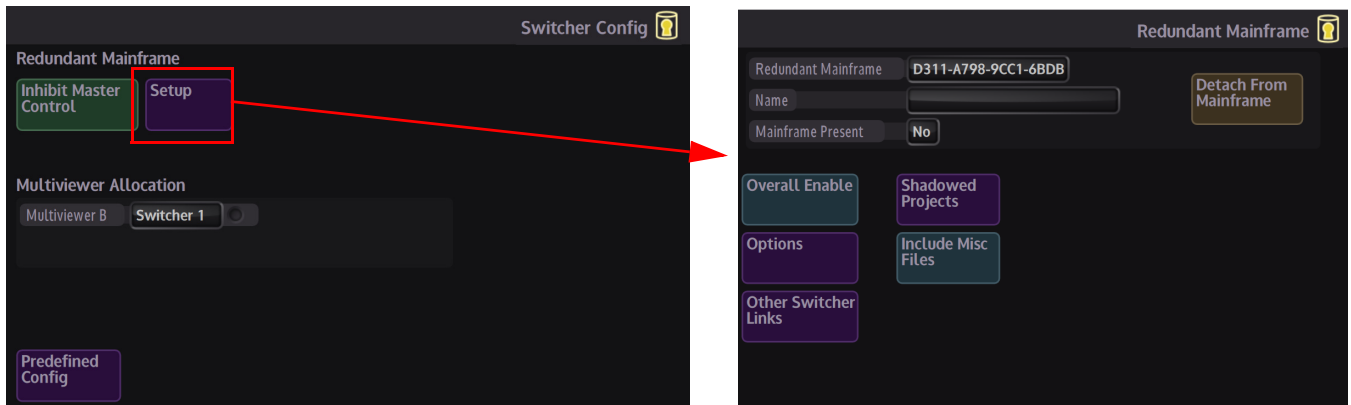 Switcher Config
Redundant Mainframe
Inhibit Master
Control
Setup
Multiviewer Allocation
Multiviewer B
Switcher 1
Predefined
Config
Redundant Mainframe
Redundant Mainframe
D311-A798-9CC1-6BDB
Name
Mainframe Present
No
Detach From
Mainframe
Overall Enable
Shadowed
Projects
Options
Include Misc
Files
Other Switcher
Links